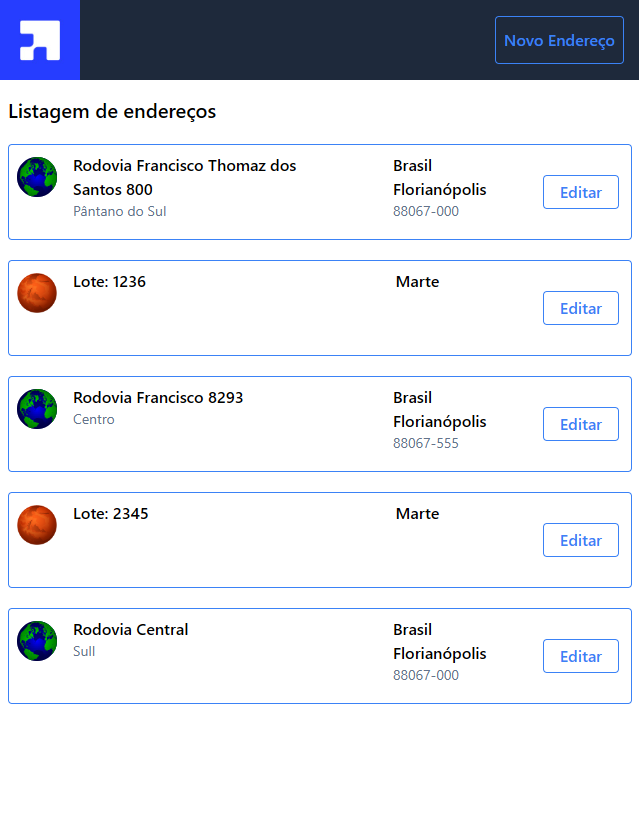 Novo Endereço
Listagem de endereços
Rodovia Francisco Thomaz dos
Santos 800
Pântano do Sul
Brasil
Florianópolis
88067-000
Editar
Lote: 1236
Marte
Editar
Rodovia Francisco 8293
Centro
Brasil
Florianópolis
88067-555
Editar
Lote: 2345
Marte
Editar
Rodovia Central
Sull
Brasil
Florianópolis
88067-000
Editar